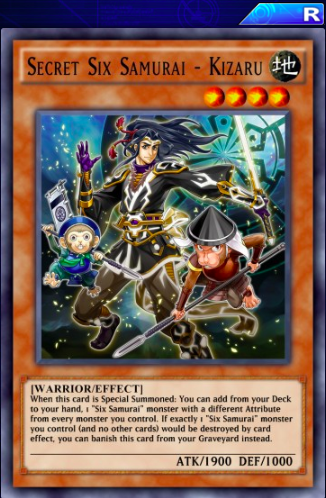 R
Secret Six Samurai - Kizaru 地
[WARRIOR/EFFECT]
When this card is Special Summoned: You can add from your Deck
to your hand, 1 "Six Samurai" monster with a different Attribute
from every monster you control. If exactly 1 "Six Samurai" monster
you control (and no other cards) would be destroyed by card
effect, you can banish this card from your Graveyard instead.
ATK/1900 DEF/1000